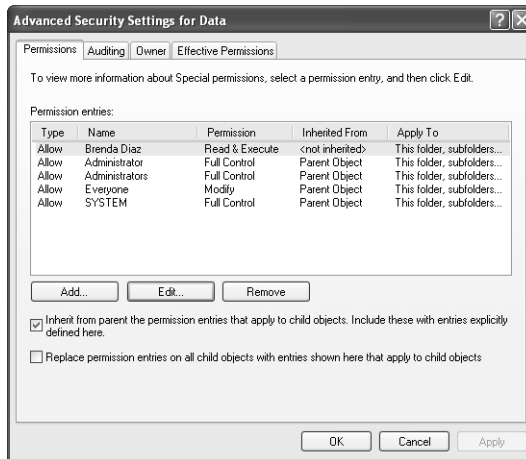 Advanced Security Settings for Data
Permissions Auditing Owner Effective Permissions
To view more information about Special permissions, select a permission entry, and then click Edit.
Permission entries:
Type Name Permission Inherited From Apply To
Allow Brenda Diaz Read & Execute <not inherited> This folder, subfolders...
Allow Administrator Full Control Parent Object This folder, subfolders...
Allow Administrators Full Control Parent Object This folder, subfolders...
Allow Everyone Modify Parent Object This folder, subfolders...
Allow SYSTEM Full Control Parent Object This folder, subfolders...
Add... Edit... Remove
Inherit from parent the permission entries that apply to child objects. Include these with entries explicitly
defined here.
Replace permission entries on all child objects with entries shown here that apply to child objects
OK Cancel Apply